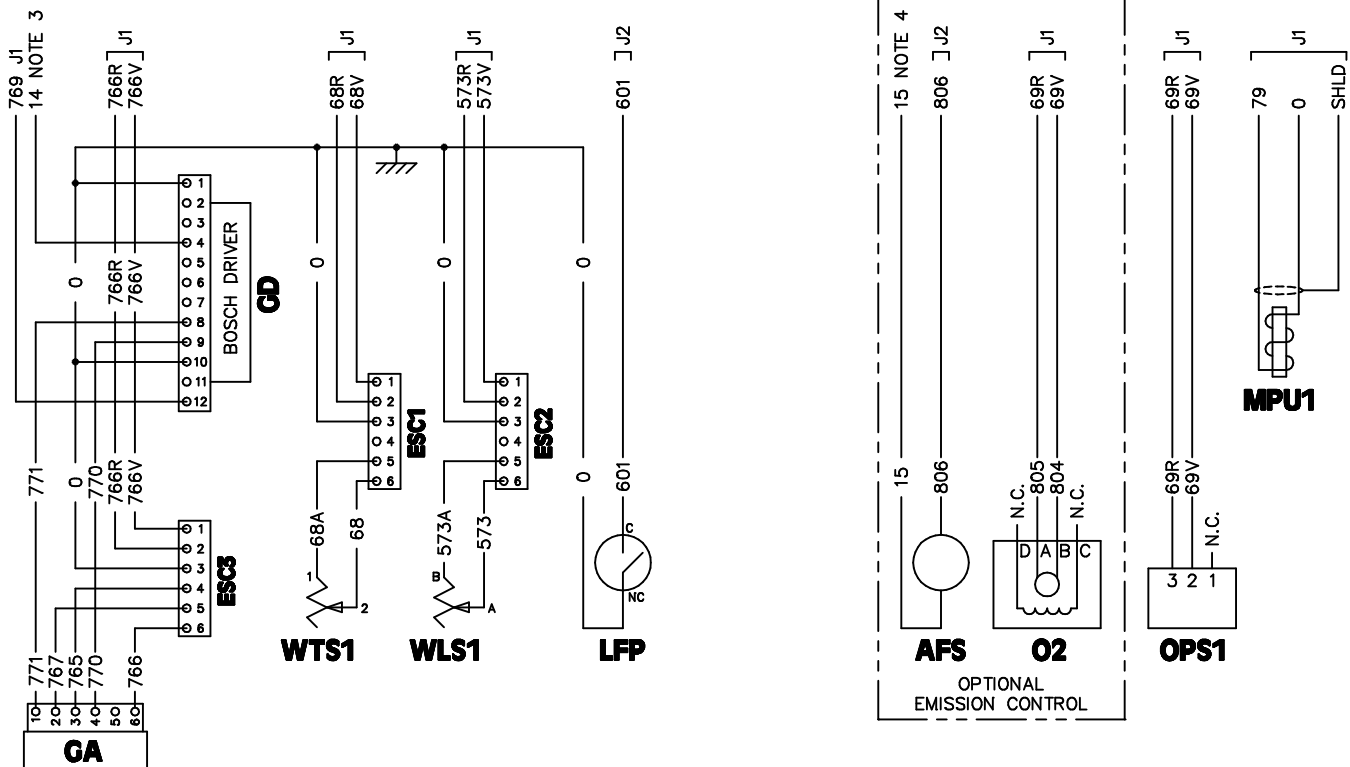 769 J1
14 NOTE 3
J1
766R
766V
J1
68R
68V
J1
573R
573V
J2
601
15 NOTE 4
J2
806
J1
69R
69V
J1
69R
69V
J1
79
0
SHLD
1
2
3
4
5
6
7
8
9
10
11
12
BOSCH DRIVER
GD
0
766R
766V
0
0
0
1
2
3
4
5
6
ESC1
1
2
3
4
5
6
ESC2
MPU1
771
0
770
766R
766V
1
2
3
4
5
6
ESC3
68A
68
1
2
WTS1
573A
573
B
A
WLS1
0
601
C
NC
LFP
15
806
AFS
N.C.
805
804
N.C.
D
A
B
C
O2
OPTIONAL
EMISSION CONTROL
69R
69V
N.C.
3 2 1
OPS1
771
767
765
770
766
1
2
3
4
5
6
GA